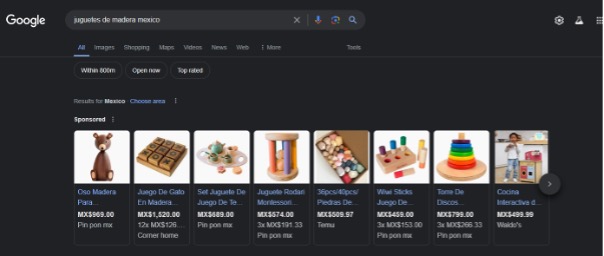 Google
juguetes de madera mexico
All Images Shopping Maps Videos News Web More Tools
Within 800m Open now Top rated
Results for Mexico Choose area
Sponsored
Oso Madera Para...
MX$969.00
Pin pon mx
Juego De Gato En Madera...
MX$1,520.00
12x MX$126....
Corner home
Set Juguete De Juego De Te...
MX$689.00
Pin pon mx
Juguete Rodari Montessori...
MX$574.00
3x MX$191.33
Pin pon mx
36pcs/40pcs/ Piedras De...
MX$509.97
Temu
Wiwi Sticks Juego De...
MX$459.00
3x MX$153.00
Pin pon mx
Torre De Discos...
MX$799.00
3x MX$266.33
Pin pon mx
Cocina Interactiva d...
MX$499.99
Waldo's